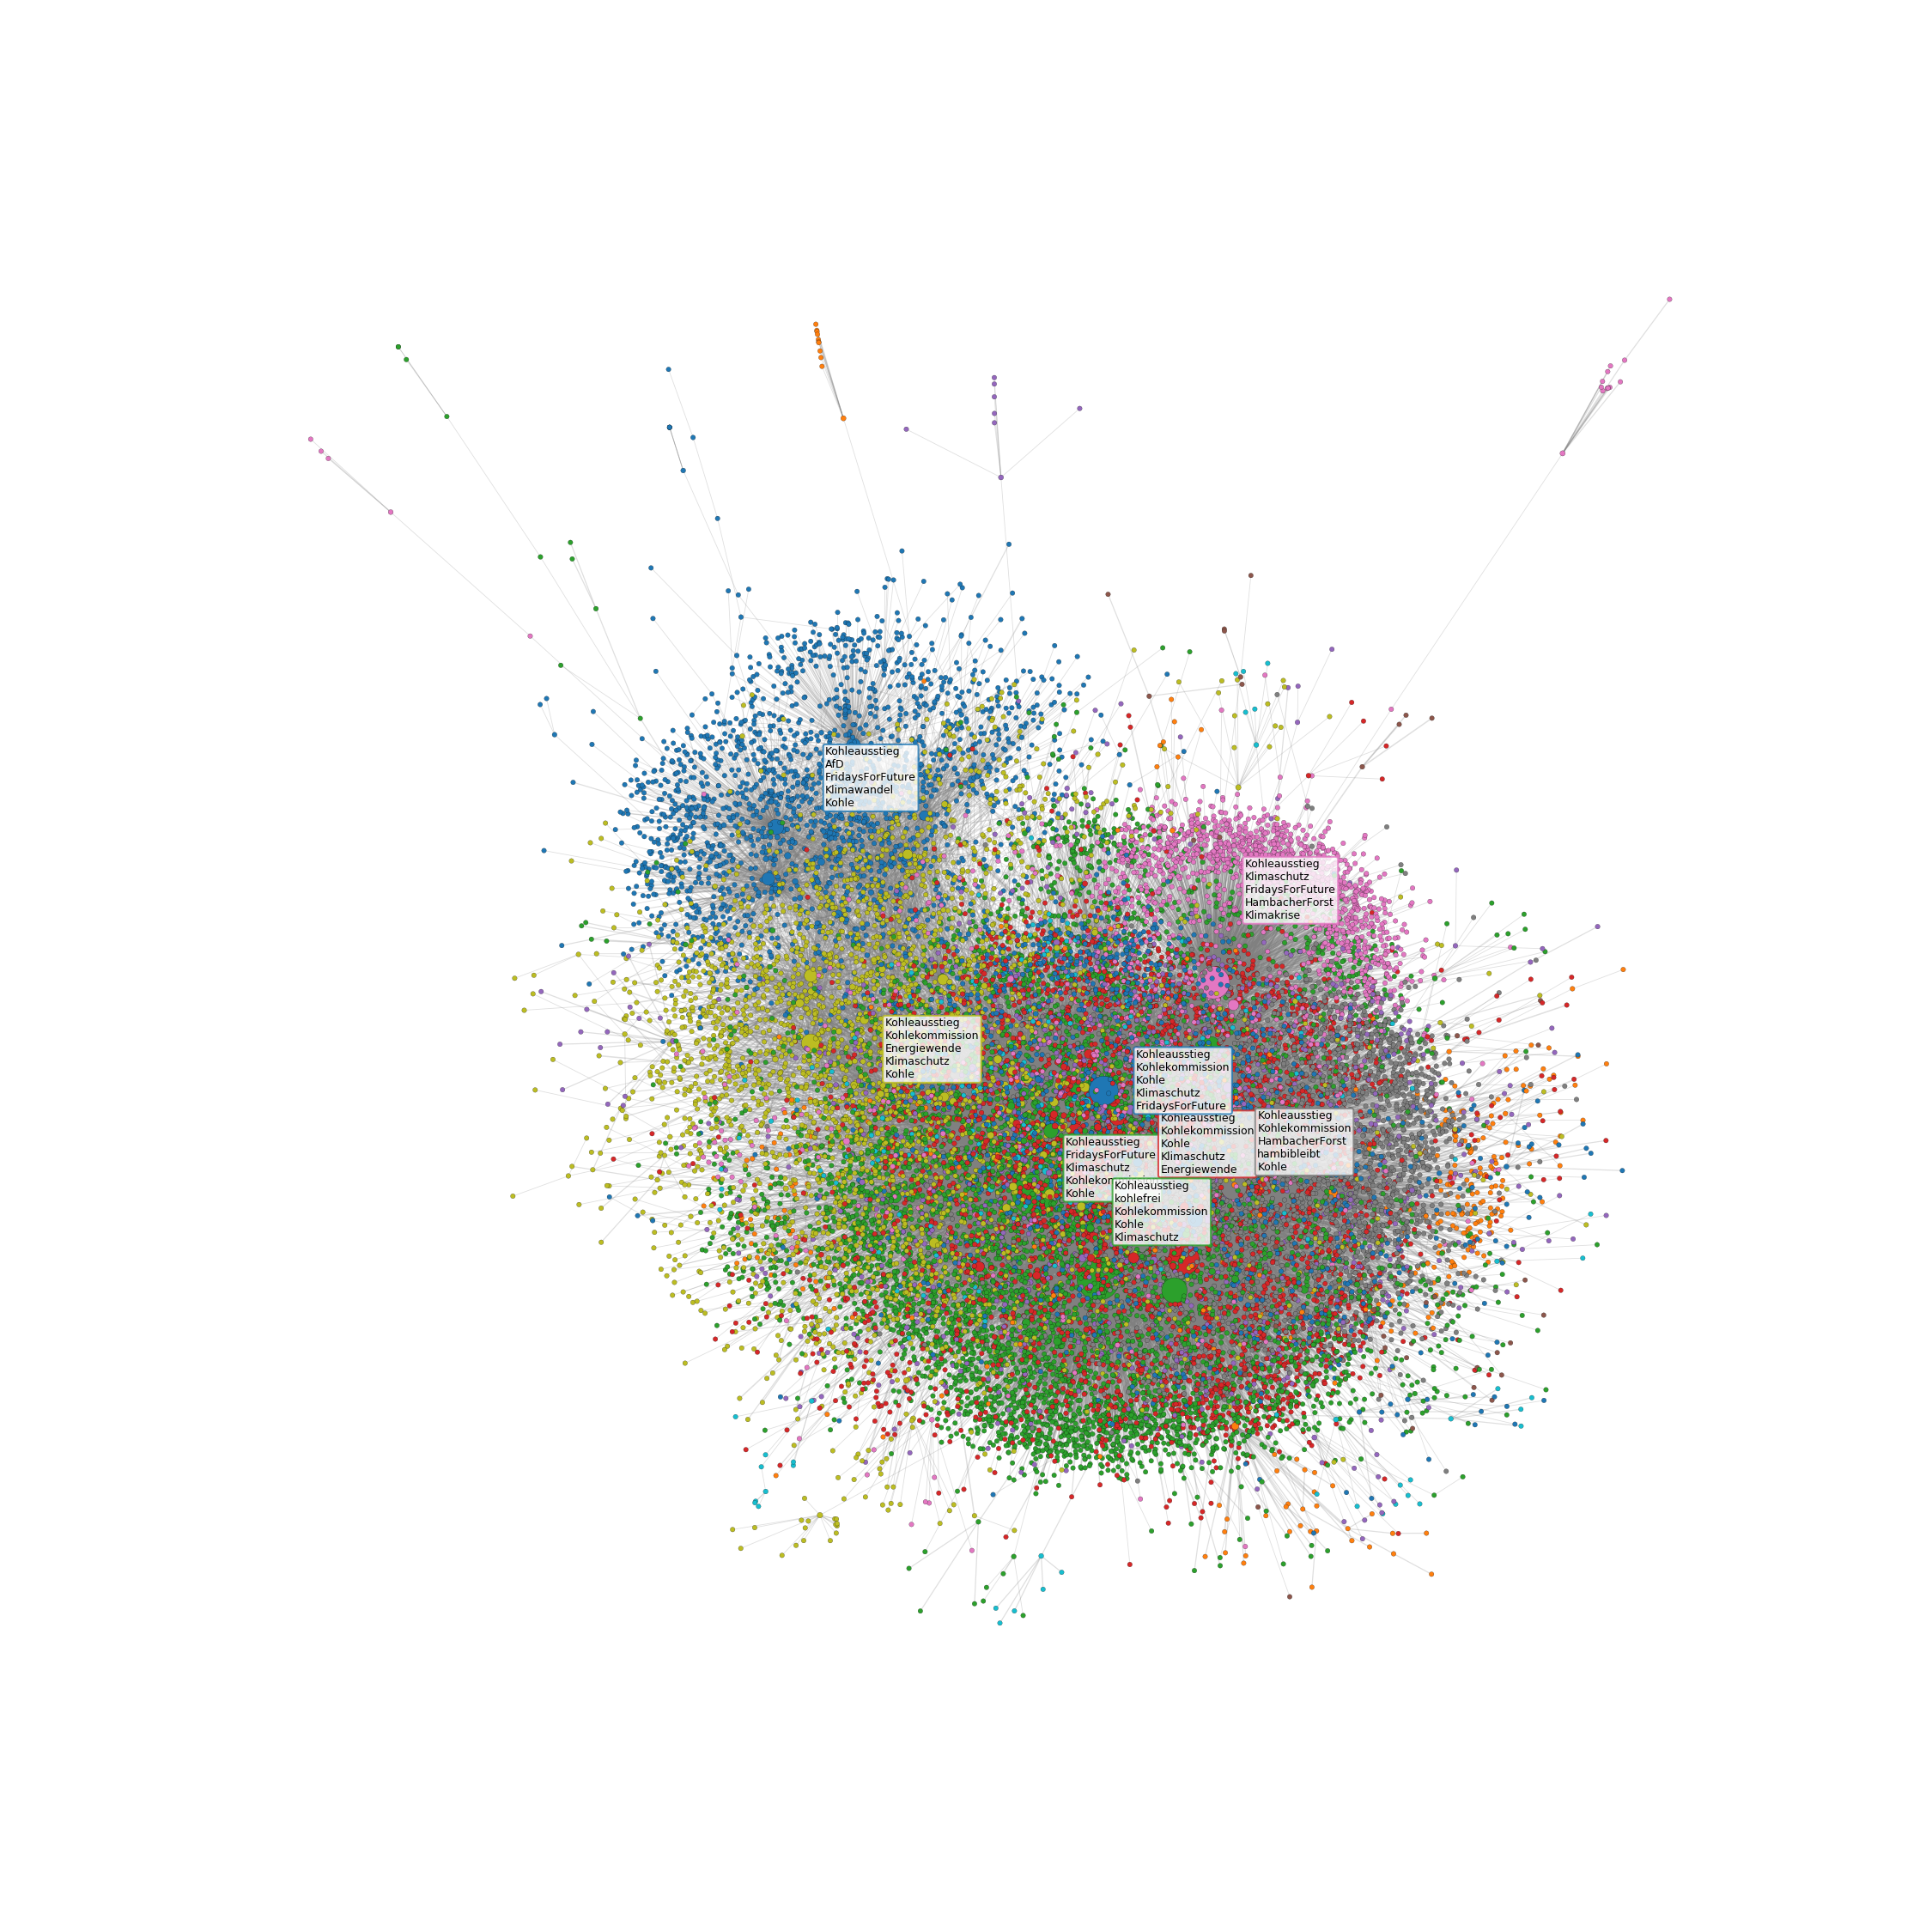 Kohleausstieg
AfD
FridaysForFuture
Klimawandel
Kohle
Kohleausstieg
Klimaschutz
FridaysForFuture
HambacherForst
Klimakrise
Kohleausstieg
Kohlekommission
Energiewende
Klimaschutz
Kohle
Kohleausstieg
Kohlekommission
Kohle
Klimaschutz
FridaysForFuture
Kohleausstieg
Kohlekommission
Kohle
Klimaschutz
Energiewende
Kohleausstieg
Kohlekommission
HambacherForst
hambibleibt
Kohle
Kohleausstieg
FridaysForFuture
Klimaschutz
Kohle
Kohleausstieg
kohlefrei
Kohlekommission
Kohle
Klimaschutz